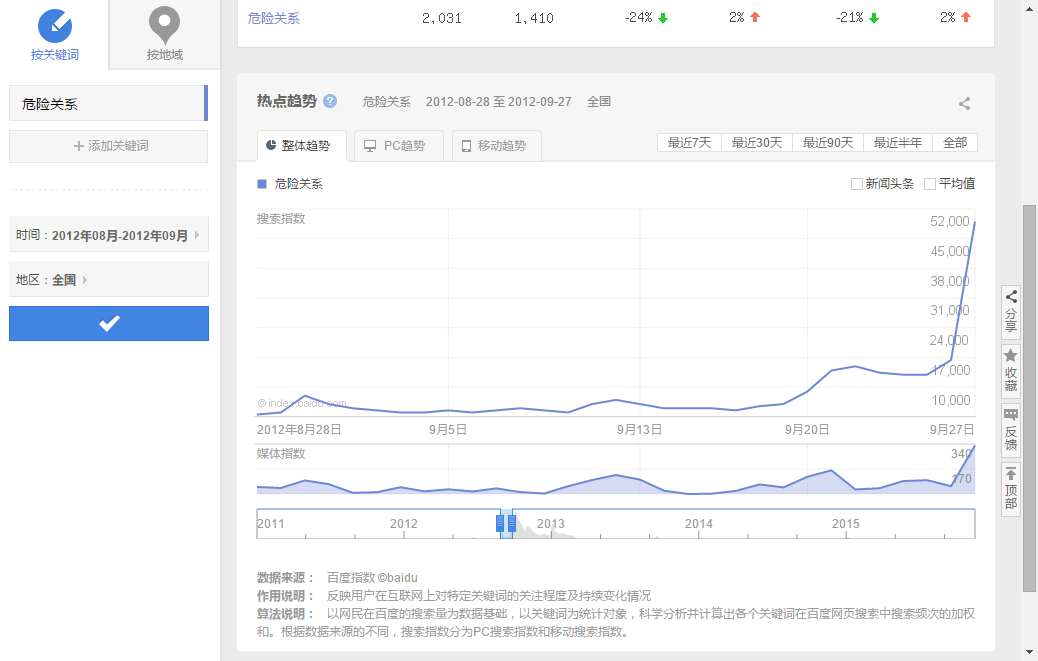 按关键词
按地域
危险关系
+ 添加关键词
时间：2012年08月-2012年09月
地区：全国
危险关系 2,031 1,410 -24% 2% -21% 2%
热点趋势 ? 危险关系 2012-08-28 至 2012-09-27 全国
整体趋势 PC趋势 移动趋势 最近7天 最近30天 最近90天 最近半年 全部
危险关系 新闻头条 平均值
搜索指数
52,000
45,000
38,000
31,000
24,000
17,000
10,000
©index.baidu.com
2012年8月28日 9月5日 9月13日 9月20日 9月27日
媒体指数
340
170
2011 2012 2013 2014 2015
数据来源： 百度指数 ©baidu
作用说明： 反映用户在互联网上对特定关键词的关注程度及持续变化情况
算法说明： 以网民在百度的搜索量为数据基础，以关键词为统计对象，科学分析并计算出各个关键词在百度网页搜索中搜索频次的加权
和。根据数据来源的不同，搜索指数分为PC搜索指数和移动搜索指数。
分享
收藏
反馈
顶部